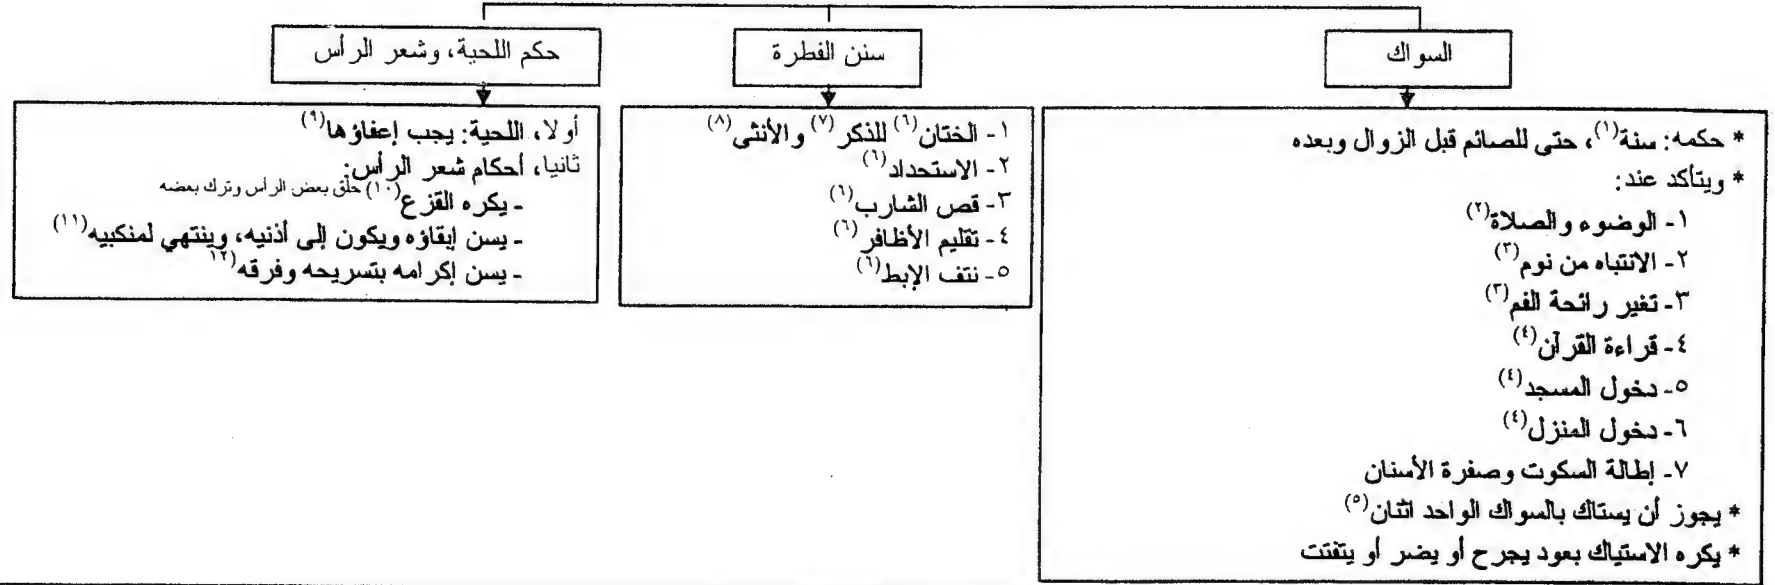 السواك
* حكمه: سنة(١)، حتى للصائم قبل الزوال وبعده
* ويتأكد عند:
١- الوضوء والصلاة(٢)
٢- الانتباه من نوم(٣)
٣- تغير رائحة الفم(٣)
٤- قراءة القرآن(٤)
٥- دخول المسجد(٤)
٦- دخول المنزل(٤)
٧- إطالة السكوت وصفرة الأسنان
* يجوز أن يستاك بالسواك الواحد اثنان(٥)
* يكره الاستياك بعود يجرح أو يضر أو يتفتت
سنن الفطرة
١- الختان(٦) للذكر(٧) والأنثى(٨)
٢- الاستحداد(٦)
٣- قص الشارب(٦)
٤- تقليم الأظافر(٦)
٥- نتف الإبط(٦)
حكم اللحية، وشعر الرأس
أولا، اللحية: يجب إعفاؤها(٩)
ثانيا، أحكام شعر الرأس:
- يكره القزع(١٠) حلق بعض الرأس وترك بعضه
- يسن إبقاؤه ويكون إلى أذنيه، وينتهي لمنكبيه(١١)
- يسن إكرامه بتسريحه وفرقه(١٢